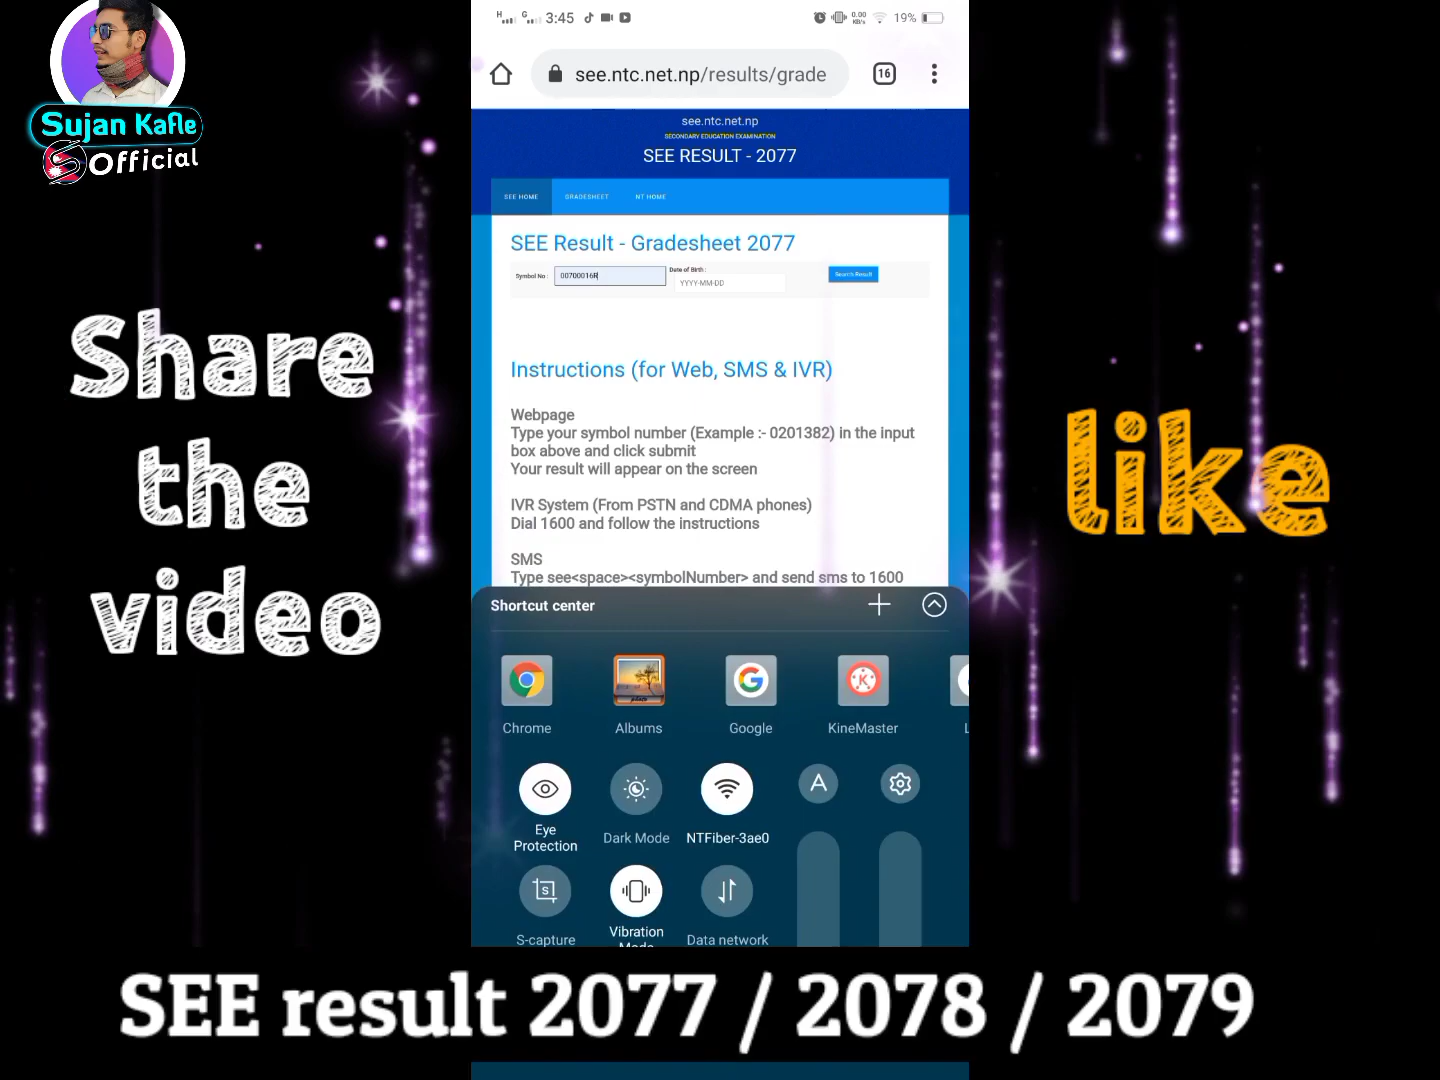 Sujan Kafle
Official
H
G
3:45
0.00
KB/s
19%
see.ntc.net.np/results/grade
16
see.ntc.net.np
SECONDARY EDUCATION EXAMINATION
SEE RESULT - 2077
SEE HOME
GRADESHEET
NT HOME
SEE Result - Gradesheet 2077
Symbol No :
00700016R
Date of Birth :
YYYY-MM-DD
Search Result
Instructions (for Web, SMS & IVR)
Webpage
Type your symbol number (Example :- 0201382) in the input
box above and click submit
Your result will appear on the screen
IVR System (From PSTN and CDMA phones)
Dial 1600 and follow the instructions
SMS
Type see<space><symbolNumber> and send sms to 1600
Shortcut center
Chrome
Albums
Google
KineMaster
L
Eye
Protection
Dark Mode
NTFiber-3ae0
A
S-capture
Vibration
Mode
Data network
Share
the
video
like
SEE result 2077 / 2078 / 2079